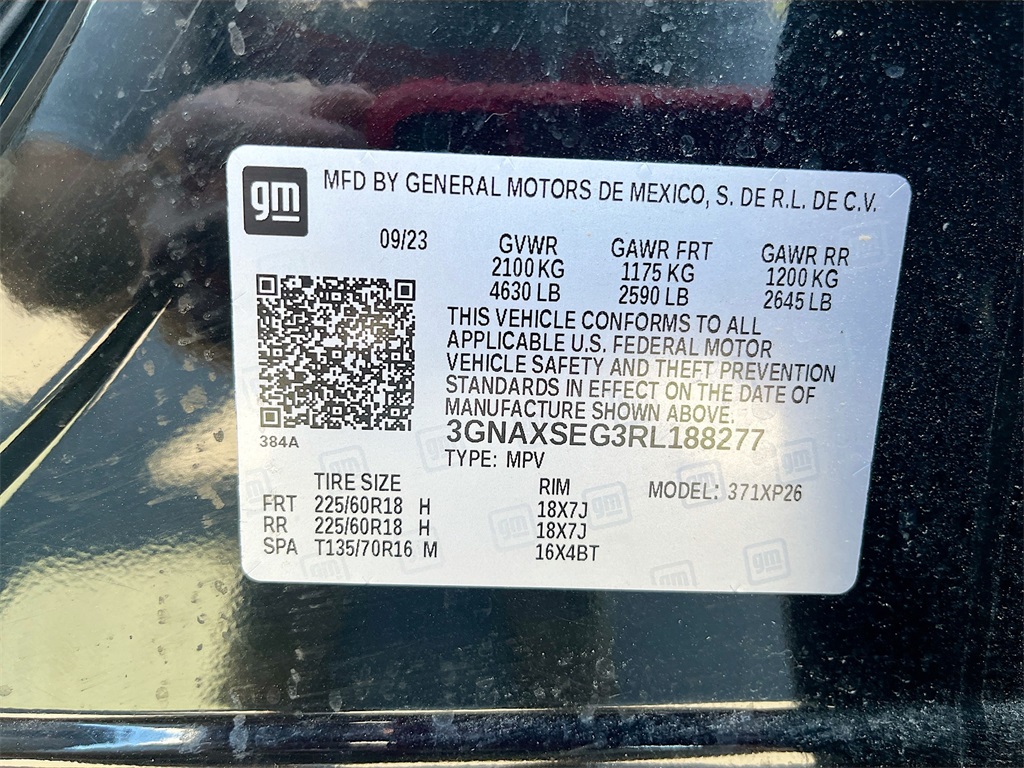 gm MFD BY GENERAL MOTORS DE MEXICO, S. DE R.L. DE C.V.
09/23 GVWR GAWR FRT GAWR RR
2100 KG 1175 KG 1200 KG
4630 LB 2590 LB 2645 LB
THIS VEHICLE CONFORMS TO ALL
APPLICABLE U.S. FEDERAL MOTOR
VEHICLE SAFETY AND THEFT PREVENTION
STANDARDS IN EFFECT ON THE DATE OF
MANUFACTURE SHOWN ABOVE.
384A
3GNAXSEG3RL188277
TYPE: MPV
TIRE SIZE RIM MODEL: 371XP26
FRT 225/60R18 H 18X7J
RR 225/60R18 H 18X7J
SPA T135/70R16 M 16X4BT